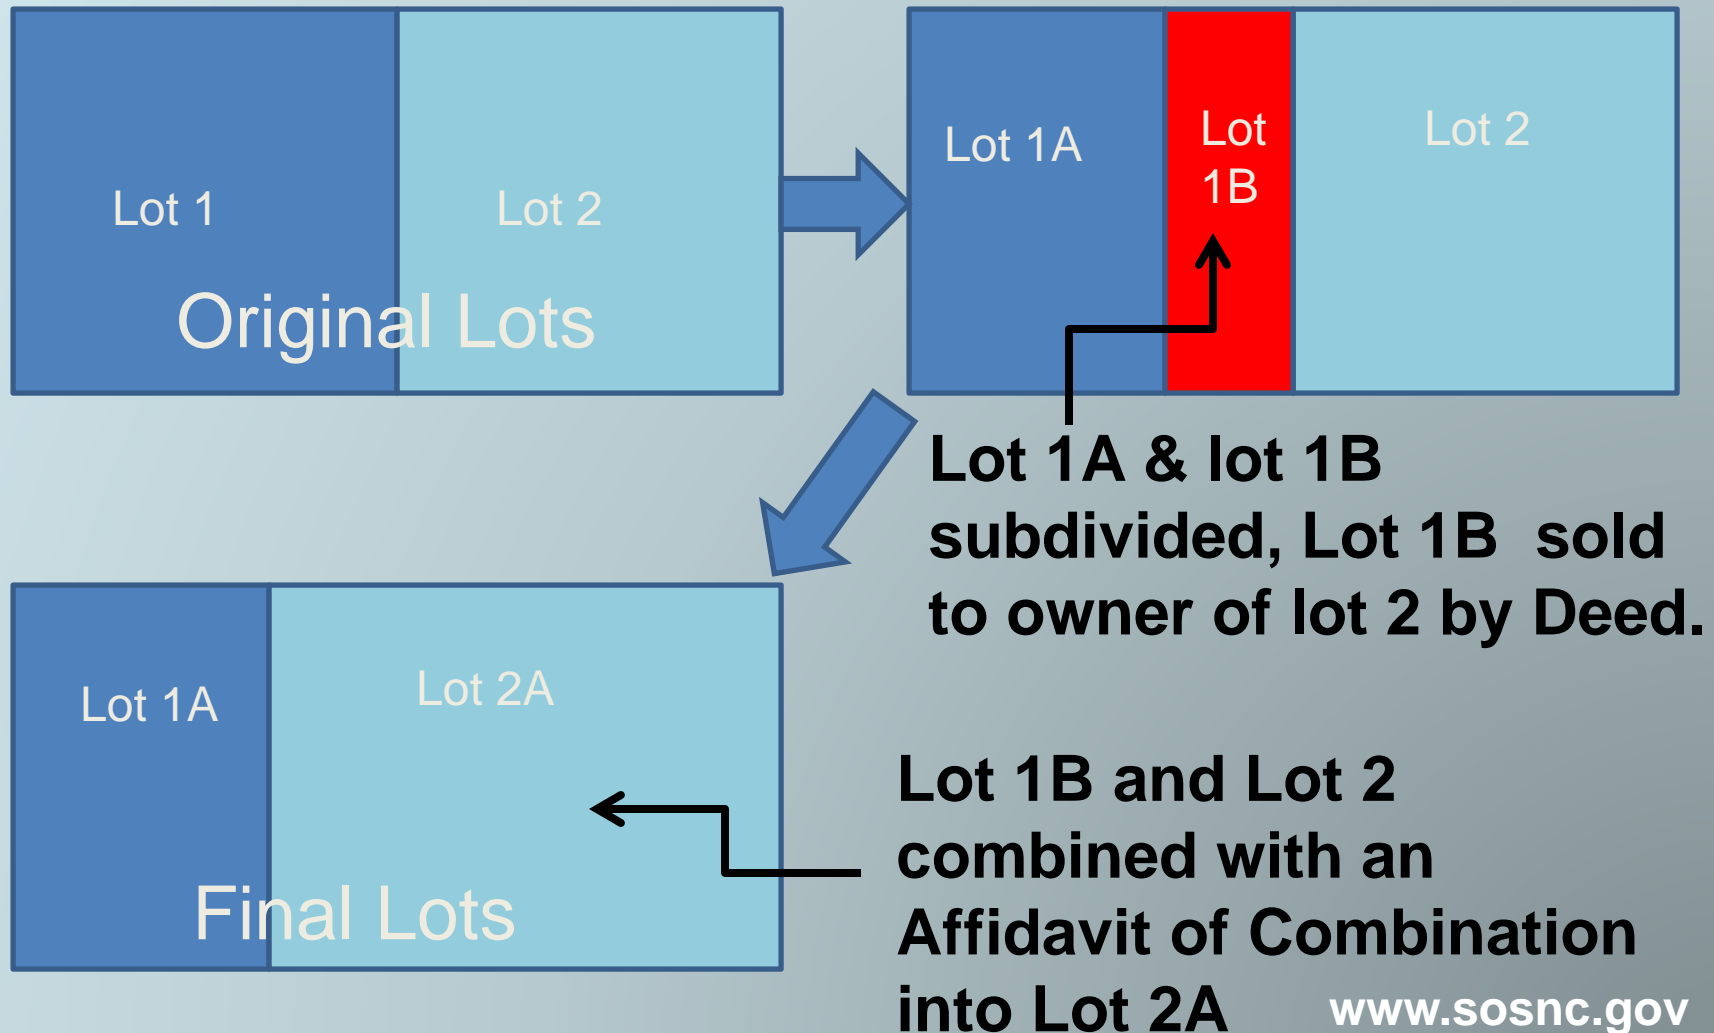 Lot 1
Lot 2
Original Lots
Lot 1A
Lot
1B
Lot 2
Lot 1A & lot 1B
subdivided, Lot 1B  sold
to owner of lot 2 by Deed.
Lot 1A
Lot 2A
Final Lots
Lot 1B and Lot 2
combined with an
Affidavit of Combination
into Lot 2A
www.sosnc.gov